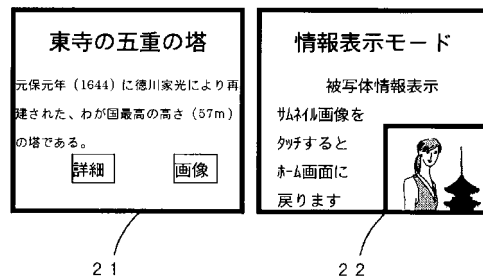 東寺の五重の塔
元保元年（1644）に徳川家光により再
建された、わが国最高の高さ（57m）
の塔である。
詳細
画像
21
情報表示モード
被写体情報表示
サムネイル画像を
タッチすると
ホーム画面に
戻ります
22